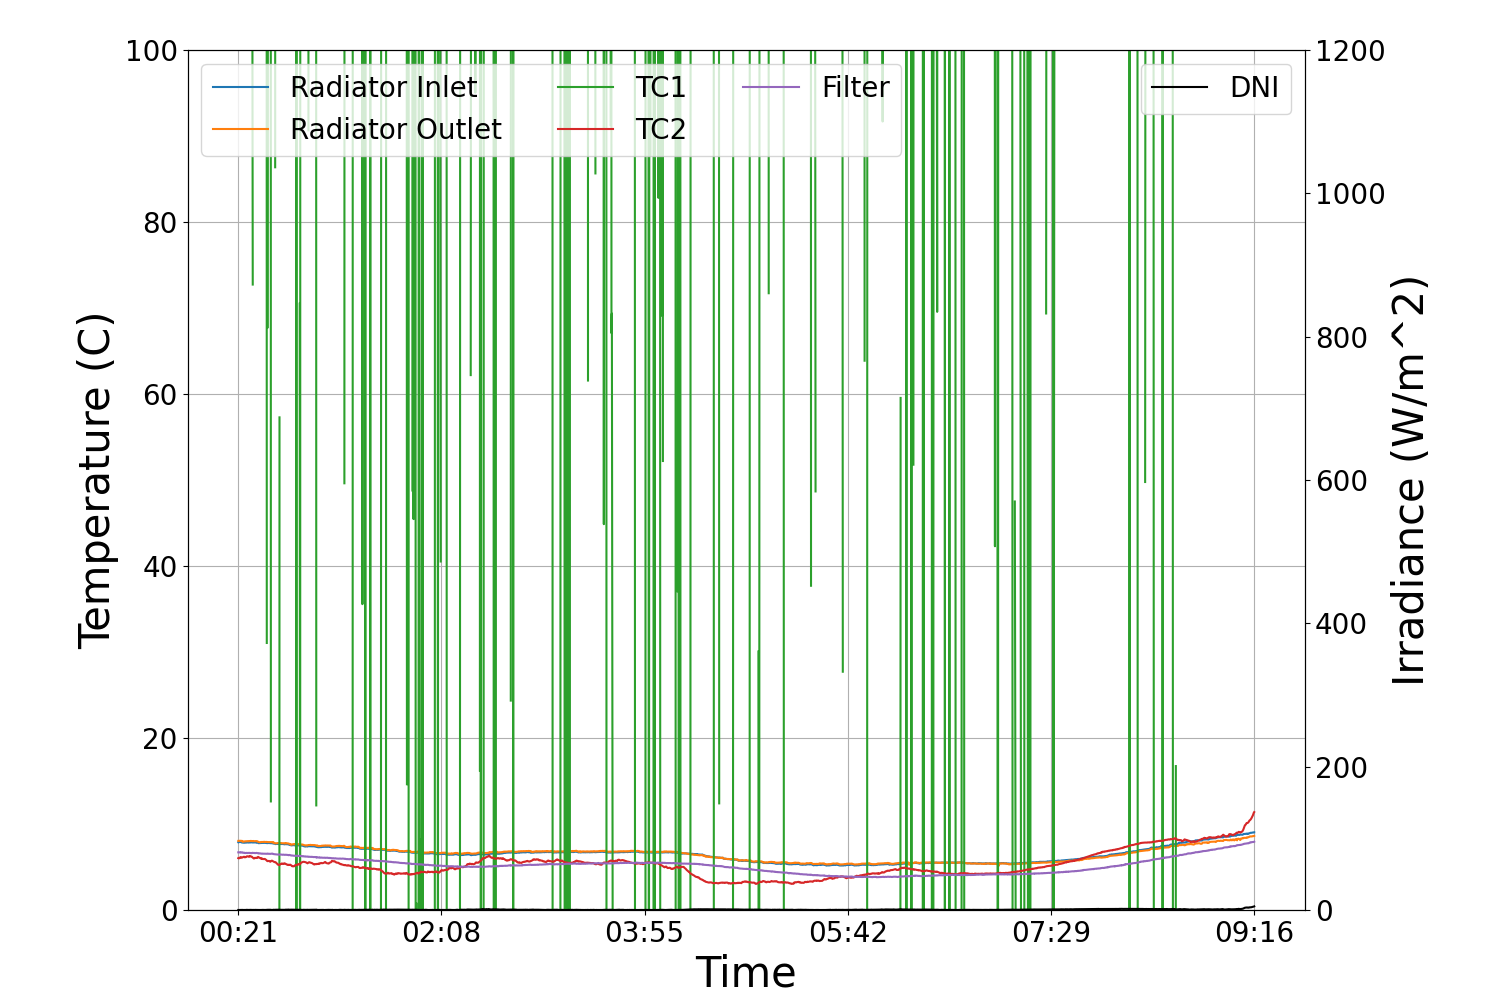 100
80
60
40
20
0
Temperature (C)
Radiator Inlet
Radiator Outlet
TC1
TC2
Filter
DNI
1200
1000
800
600
400
200
0
Irradiance (W/m^2)
00:21
02:08
03:55
05:42
07:29
09:16
Time